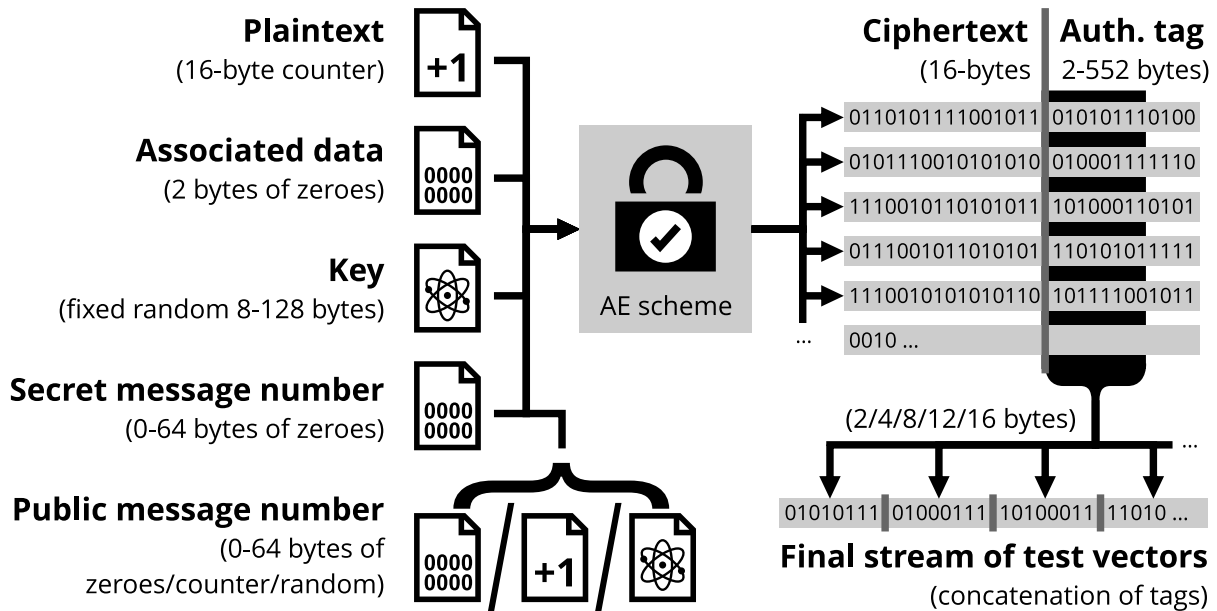 Plaintext
(16-byte counter)
+1
Associated data
(2 bytes of zeroes)
0000
0000
Key
(fixed random 8-128 bytes)
Secret message number
(0-64 bytes of zeroes)
0000
0000
Public message number
(0-64 bytes of
zeroes/counter/random)
0000
0000
+1
AE scheme
Ciphertext
(16-bytes
Auth. tag
2-552 bytes)
0110101111001011 010101110100
0101110010101010 010001111110
1110010110101011 101000110101
0111001011010101 110101011111
1110010101010110 101111001011
...
0010 ...
(2/4/8/12/16 bytes)
...
01010111 01000111 10100011 11010 ...
Final stream of test vectors
(concatenation of tags)